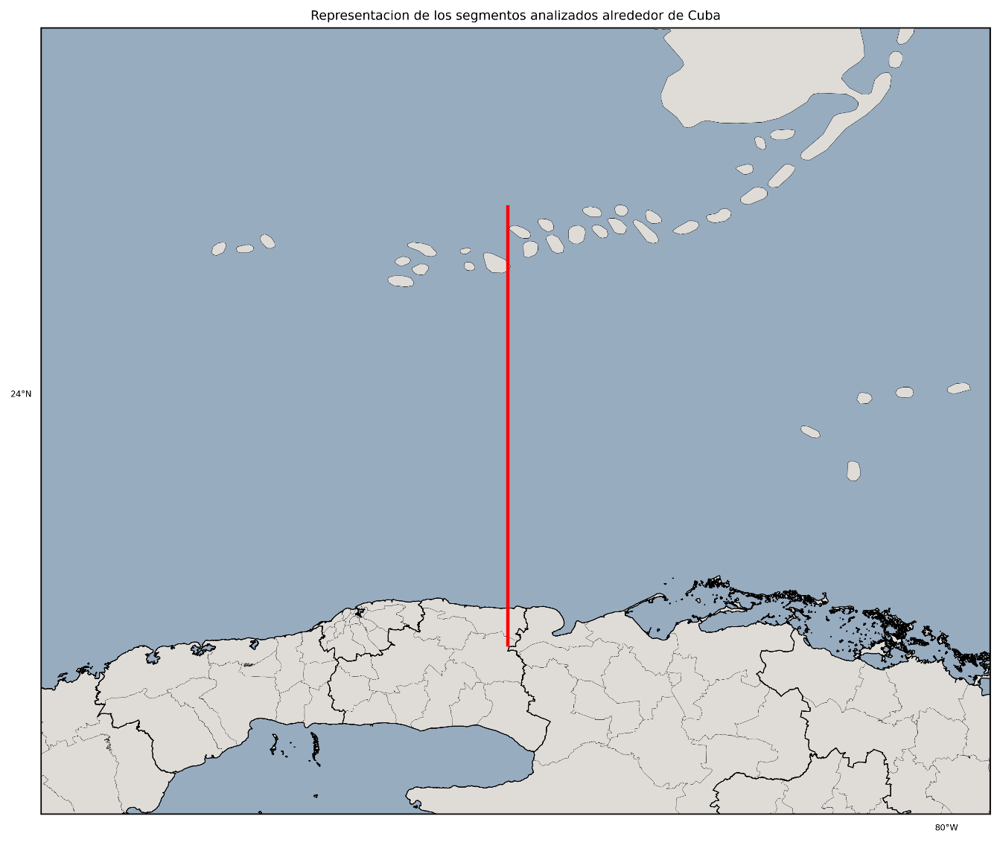 Representacion de los segmentos analizados alrededor de Cuba
24°N
80°W